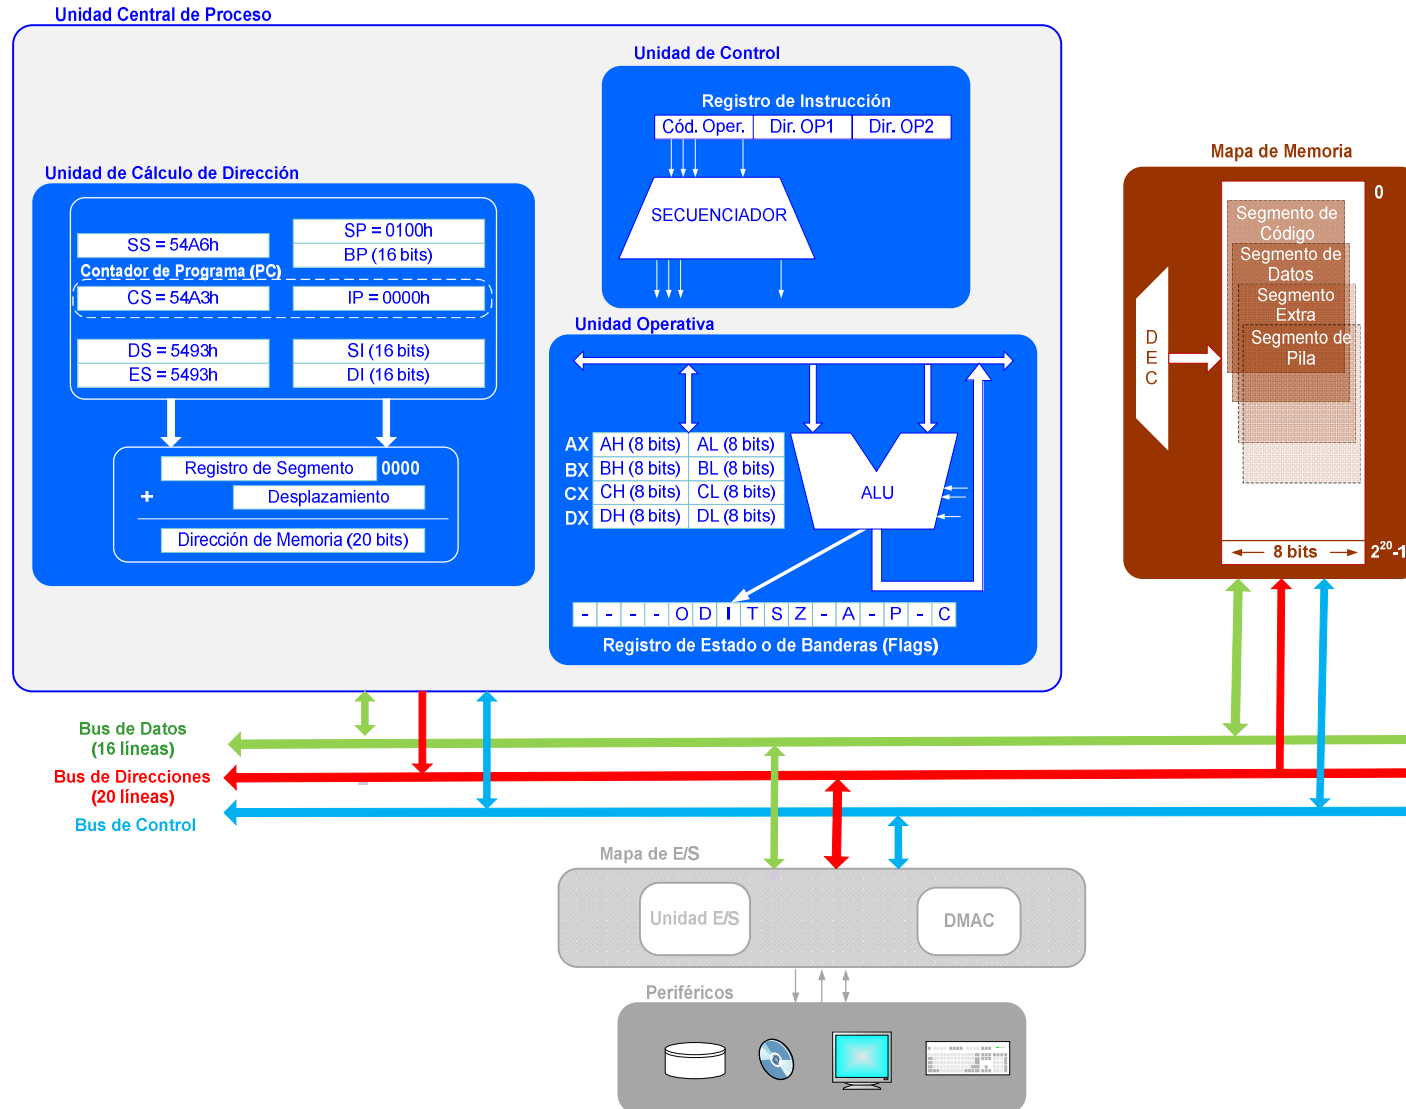 Unidad Central de Proceso
Unidad de Control
Registro de Instrucción
Cód. Oper. Dir. OP1 Dir. OP2
SECUENCIADOR
Unidad de Cálculo de Dirección
SS = 54A6h
SP = 0100h
BP (16 bits)
Contador de Programa (PC)
CS = 54A3h IP = 0000h
DS = 5493h SI (16 bits)
ES = 5493h DI (16 bits)
Registro de Segmento 0000
+ Desplazamiento
Dirección de Memoria (20 bits)
Unidad Operativa
AX AH (8 bits) AL (8 bits)
BX BH (8 bits) BL (8 bits)
CX CH (8 bits) CL (8 bits)
DX DH (8 bits) DL (8 bits)
ALU
- - - - O D I T S Z - A - P - C
Registro de Estado o de Banderas (Flags)
Mapa de Memoria
0
Segmento de
Código
Segmento de
Datos
Segmento
Extra
Segmento de
Pila
D
E
C
8 bits
2²⁰-1
Bus de Datos
(16 líneas)
Bus de Direcciones
(20 líneas)
Bus de Control
Mapa de E/S
Unidad E/S
DMAC
Periféricos